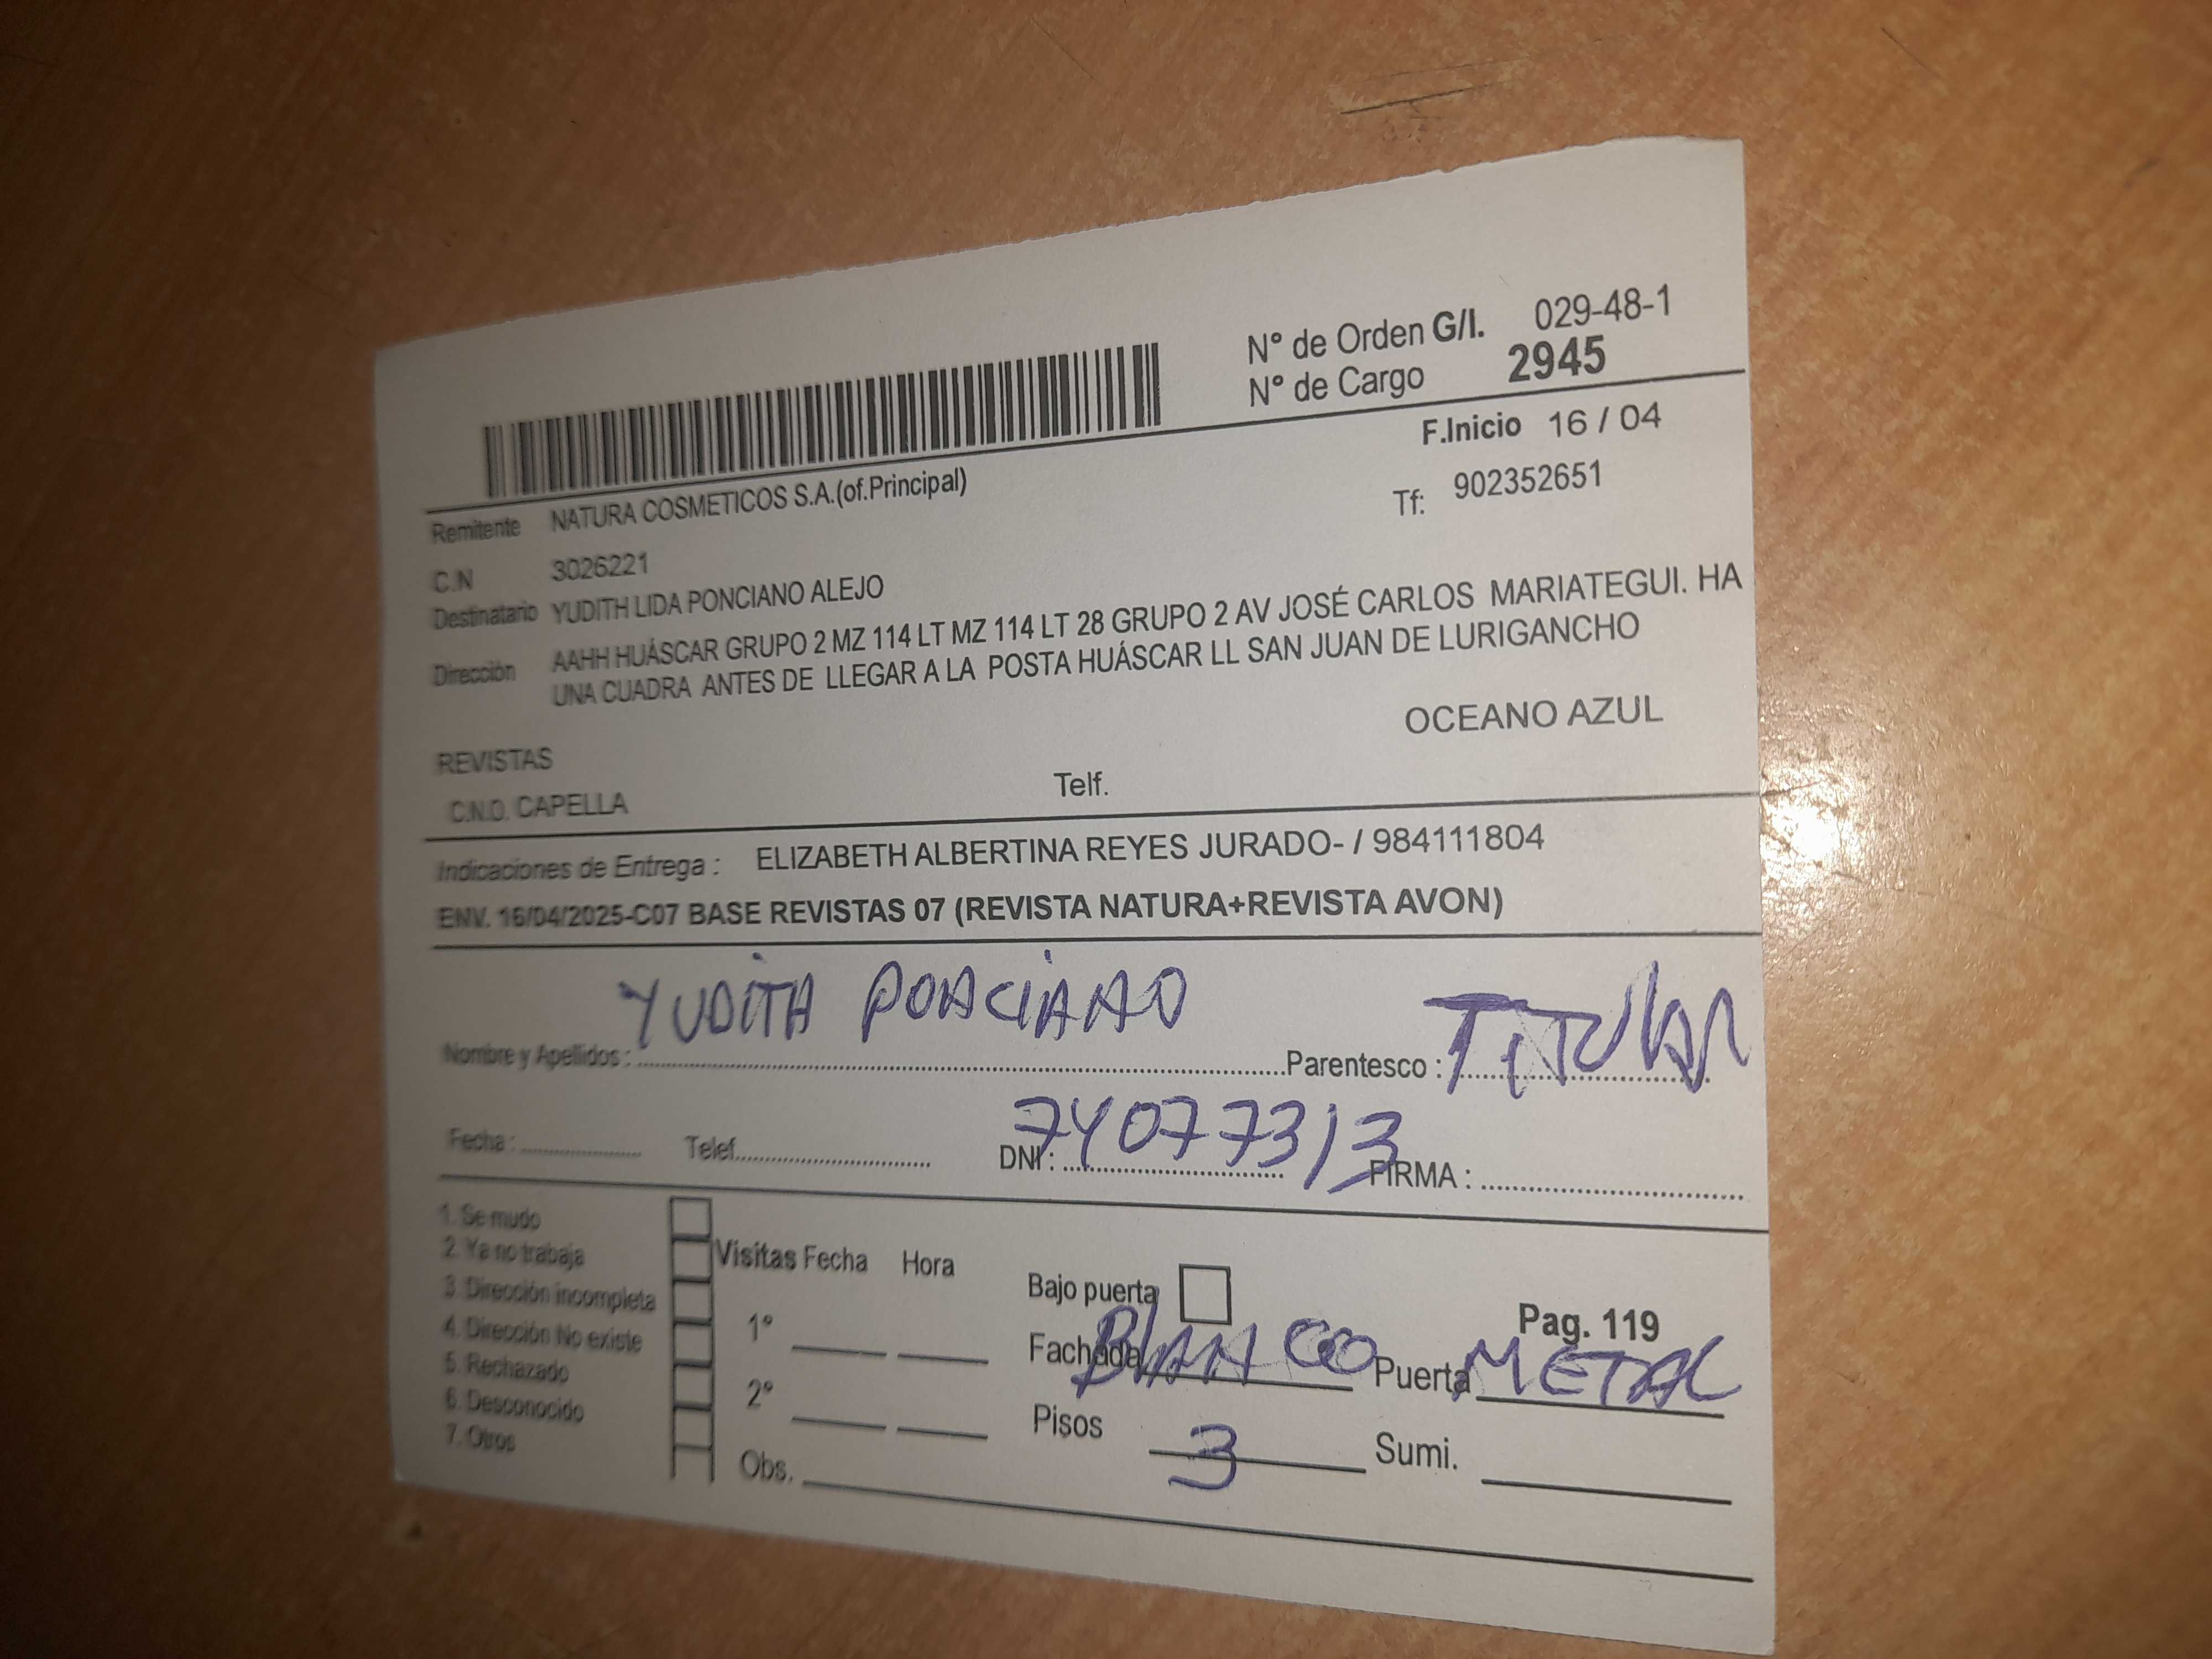 N° de Orden G/I. 029-48-1
N° de Cargo 2945
F.Inicio 16 / 04
Remitente NATURA COSMETICOS S.A.(of.Principal)
Tf: 902352651
C.N 3026221
Destinatario YUDITH LIDA PONCIANO ALEJO
Dirección AAHH HUÁSCAR GRUPO 2 MZ 114 LT MZ 114 LT 28 GRUPO 2 AV JOSÉ CARLOS MARIATEGUI. HA
UNA CUADRA ANTES DE LLEGAR A LA POSTA HUÁSCAR LL SAN JUAN DE LURIGANCHO
OCEANO AZUL
REVISTAS
C.N.O. CAPELLA Telf.
Indicaciones de Entrega : ELIZABETH ALBERTINA REYES JURADO- / 984111804
ENV. 16/04/2025-C07 BASE REVISTAS 07 (REVISTA NATURA+REVISTA AVON)
Nombre y Apellidos : YUDITH PONCIANO Parentesco : TITULAR
Fecha : Telef. DNI : 74077313 FIRMA :
1. Se mudo
2. Ya no trabaja
3. Dirección incompleta
4. Dirección No existe
5. Rechazado
6. Desconocido
7. Otros
Visitas Fecha Hora
1°
2°
Obs.
Bajo puerta
Pag. 119
Fachada BLANCO Puerta METAL
Pisos 3 Sumi.